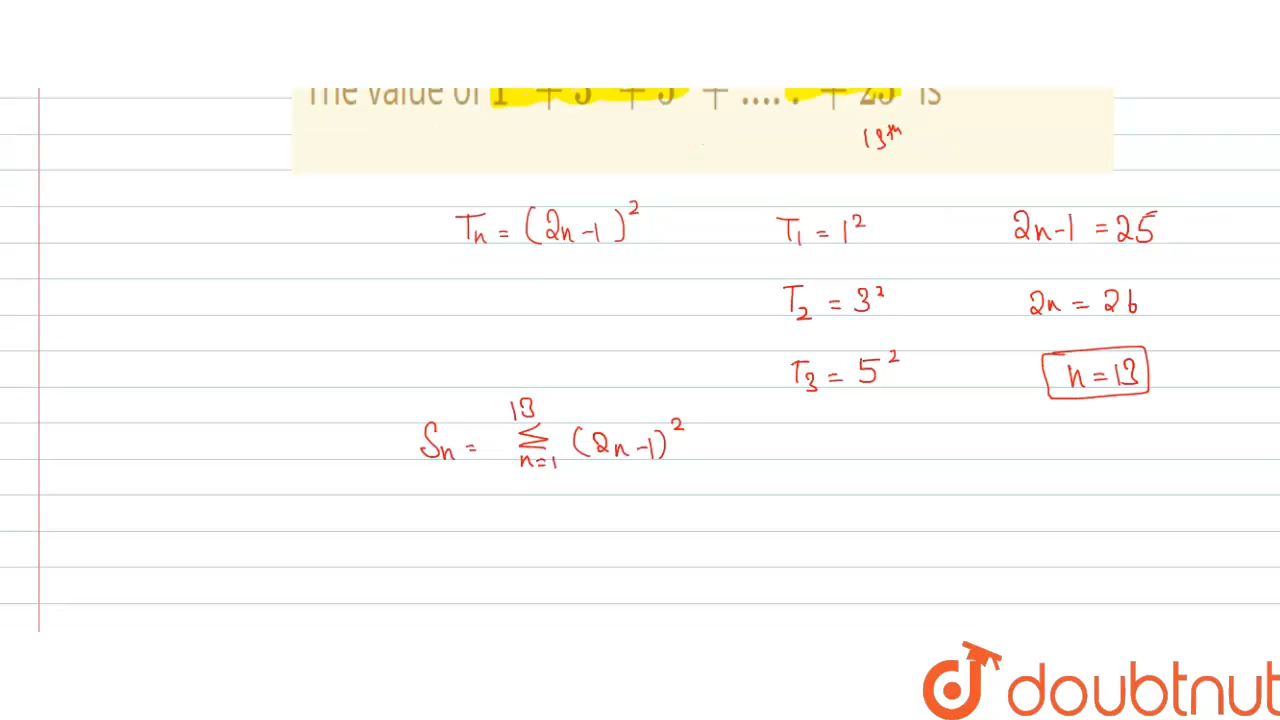 The value of 1 + 3 + 5 + ..... + 25 is
13th
Tn = (2n-1)²
T1 = 1²
2n-1 = 25
T2 = 3²
2n = 26
T3 = 5²
n = 13
Sn = 13 Σ n=1 (2n-1)²
doubtnut